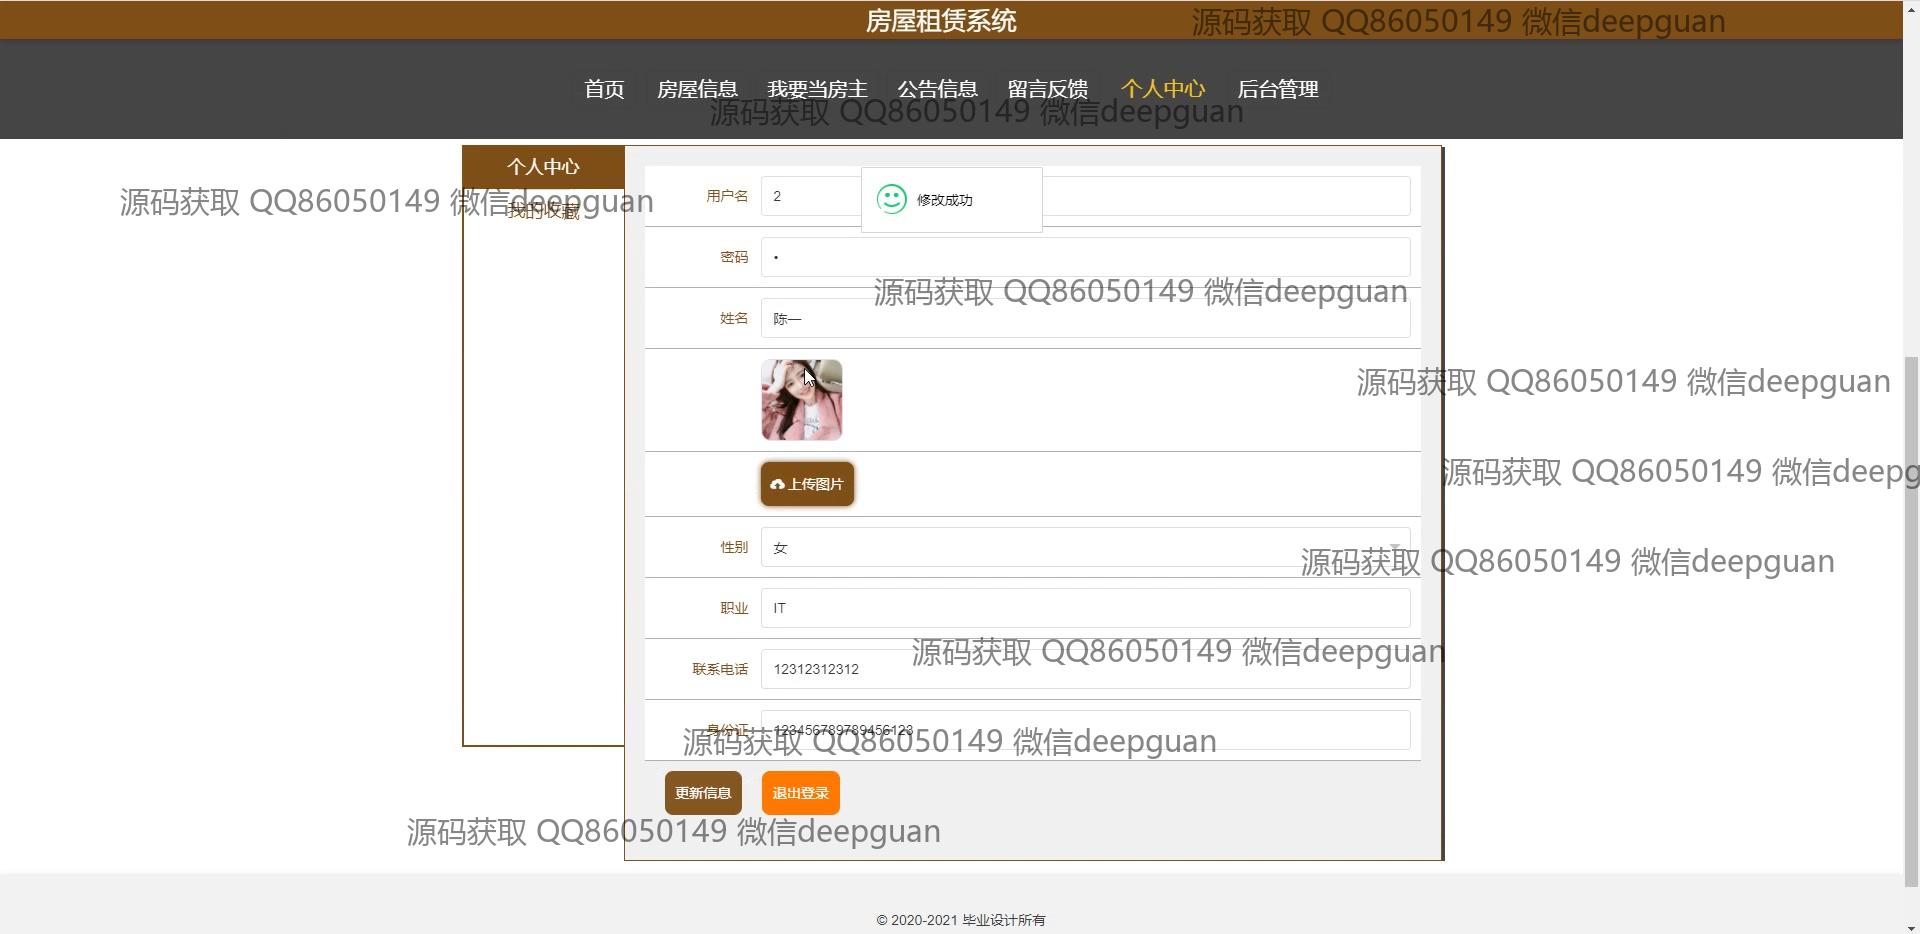 房屋租赁系统
源码获取 QQ86050149 微信deepguan
首页 房屋信息 我要当房主 公告信息 留言反馈 个人中心 后台管理
源码获取 QQ86050149 微信deepguan
个人中心
源码获取 QQ86050149 微信deepguan
我的收藏
用户名 2
修改成功
密码 •
源码获取 QQ86050149 微信deepguan
姓名 陈一
源码获取 QQ86050149 微信deepguan
源码获取 QQ86050149 微信deepg
上传图片
性别 女
源码获取 QQ86050149 微信deepguan
职业 IT
源码获取 QQ86050149 微信deepguan
联系电话 12312312312
身份证 123456789789456123
源码获取 QQ86050149 微信deepguan
更新信息 退出登录
源码获取 QQ86050149 微信deepguan
© 2020-2021 毕业设计所有